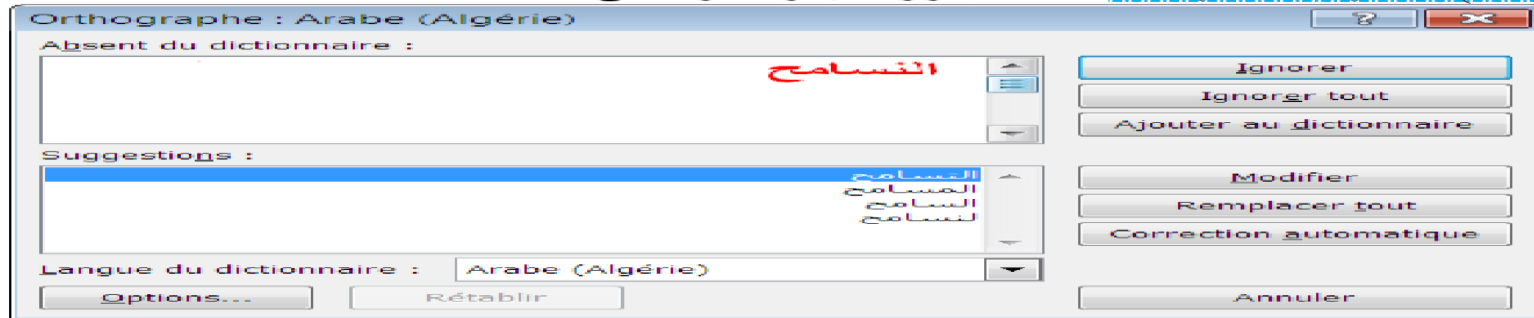 Orthographe : Arabe (Algérie)
Absent du dictionnaire :
النسامح
Ignorer
Ignorer tout
Ajouter au dictionnaire
Suggestions :
التسامح
المسامح
السامح
لنسامح
Modifier
Remplacer tout
Correction automatique
Langue du dictionnaire : Arabe (Algérie)
Options... Rétablir Annuler